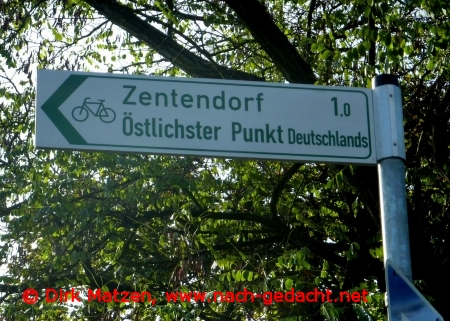 Zentendorf 1,0
Östlichster Punkt Deutschlands
© Dirk Matzen, www.nach-gedacht.net